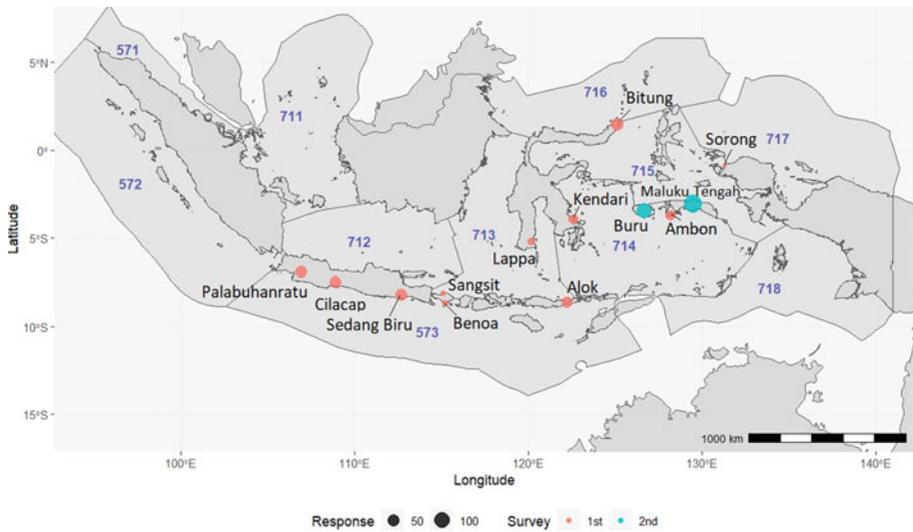 571
5°N
716
Bitung
711
717
Sorong
0°
715
572
Maluku Tengah
Kendari
Latitude
712
713
Buru
Ambon
5°S
714
Lappa
Sangsit
Alok
718
Palabuhanratu
Cilacap
Sedang Biru
Benoa
10°S
573
15°S
1000 km
100°E
110°E
120°E
130°E
140°E
Longitude
Response 50 100 Survey 1st 2nd